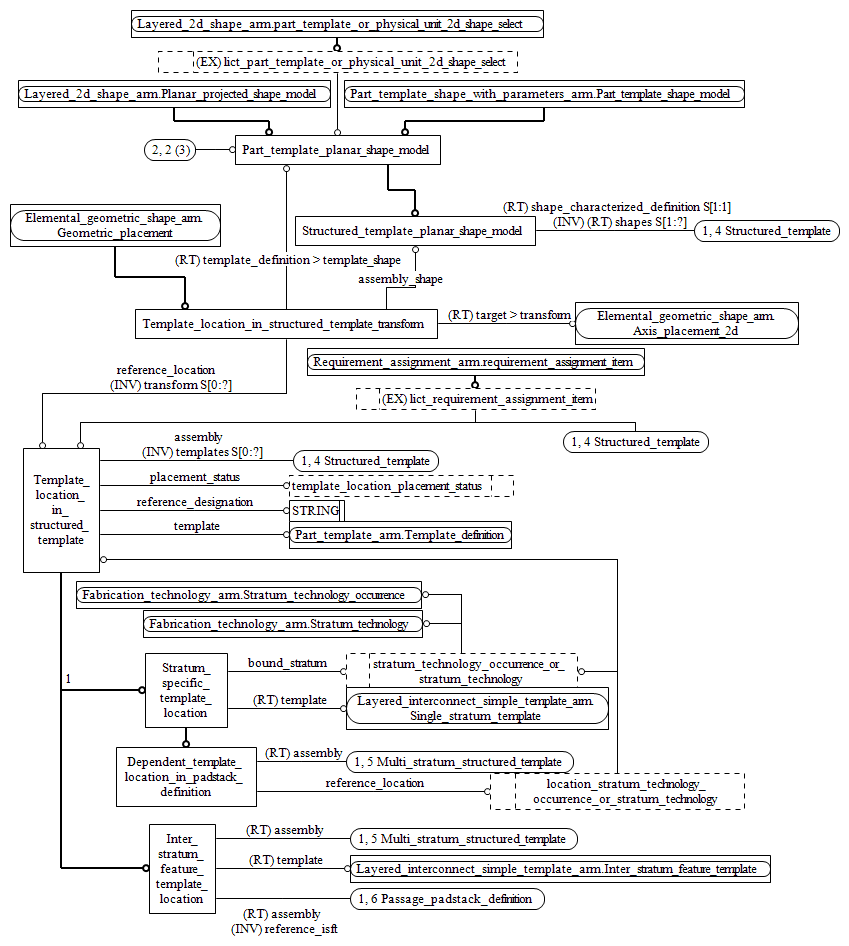 Layered_2d_shape_arm.part_template_or_physical_unit_2d_shape_select
(EX) lict_part_template_or_physical_unit_2d_shape_select
Layered_2d_shape_arm.Planar_projected_shape_model
Part_template_shape_with_parameters_arm.Part_template_shape_model
2, 2 (3)
Part_template_planar_shape_model
Elemental_geometric_shape_arm.
Geometric_placement
(RT) shape_characterized_definition S[1:1]
(INV) (RT) shapes S[1:?]
Structured_template_planar_shape_model
1, 4 Structured_template
(RT) template_definition > template_shape
assembly_shape
Template_location_in_structured_template_transform
(RT) target > transform
Elemental_geometric_shape_arm.
Axis_placement_2d
reference_location
(INV) transform S[0:?]
Requirement_assignment_arm.requirement_assignment_item
(EX) lict_requirement_assignment_item
1, 4 Structured_template
Template_
location_
in_
structured_
template
assembly
(INV) templates S[0:?]
1, 4 Structured_template
placement_status
template_location_placement_status
reference_designation
STRING
template
Part_template_arm.Template_definition
Fabrication_technology_arm.Stratum_technology_occurrence
Fabrication_technology_arm.Stratum_technology
1
Stratum_
specific_
template_
location
bound_stratum
stratum_technology_occurrence_or_
stratum_technology
(RT) template
Layered_interconnect_simple_template_arm.
Single_stratum_template
Dependent_template_
location_in_padstack_
definition
(RT) assembly
1, 5 Multi_stratum_structured_template
reference_location
location_stratum_technology_
occurrence_or_stratum_technology
Inter_
stratum_
feature_
template_
location
(RT) assembly
1, 5 Multi_stratum_structured_template
(RT) template
Layered_interconnect_simple_template_arm.Inter_stratum_feature_template
1, 6 Passage_padstack_definition
(RT) assembly
(INV) reference_isft